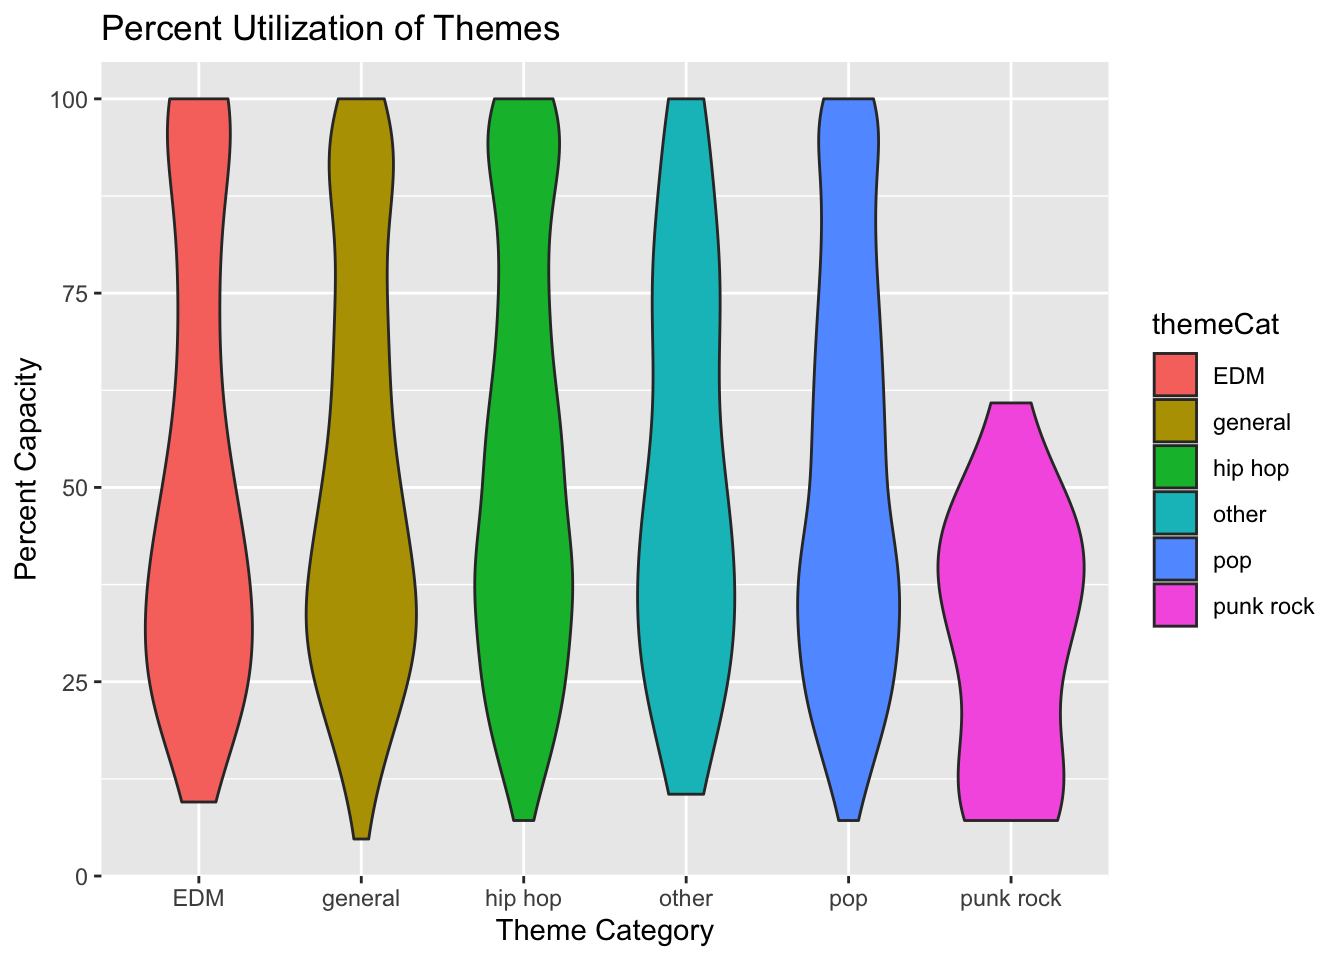 Percent Utilization of Themes
Percent Capacity
100
75
50
25
0
EDM general hip hop other pop punk rock
Theme Category
themeCat
EDM
general
hip hop
other
pop
punk rock